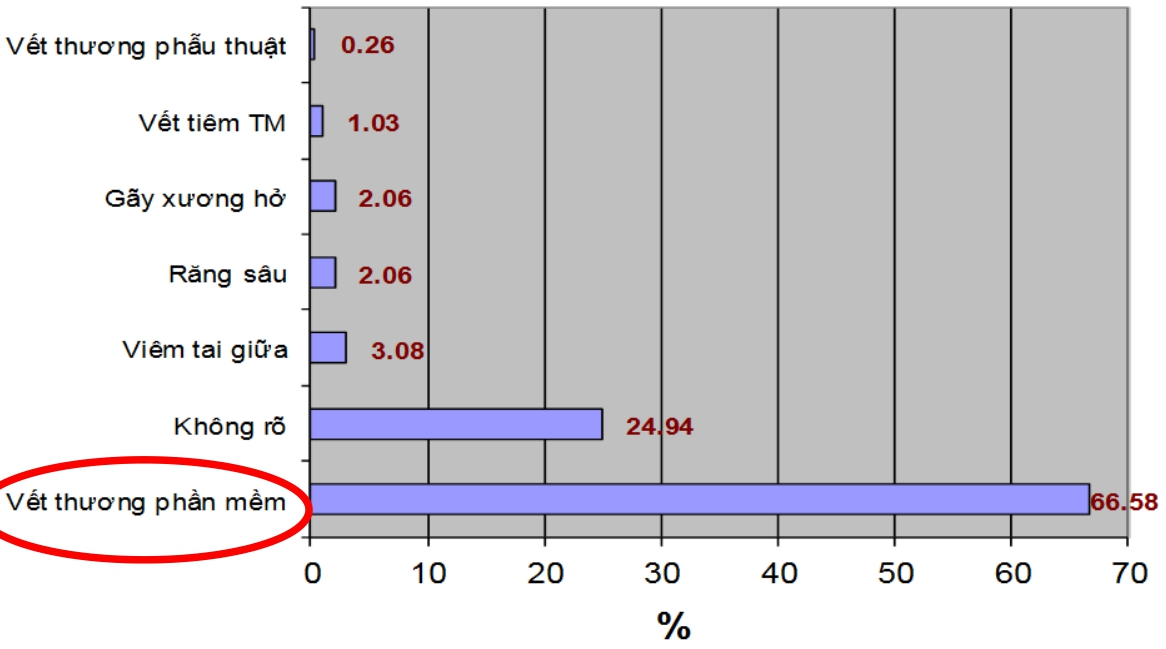 Vết thương phẫu thuật 0.26
Vết tiêm TM 1.03
Gãy xương hở 2.06
Răng sâu 2.06
Viêm tai giữa 3.08
Không rõ 24.94
Vết thương phần mềm 66.58
0 10 20 30 40 50 60 70
%